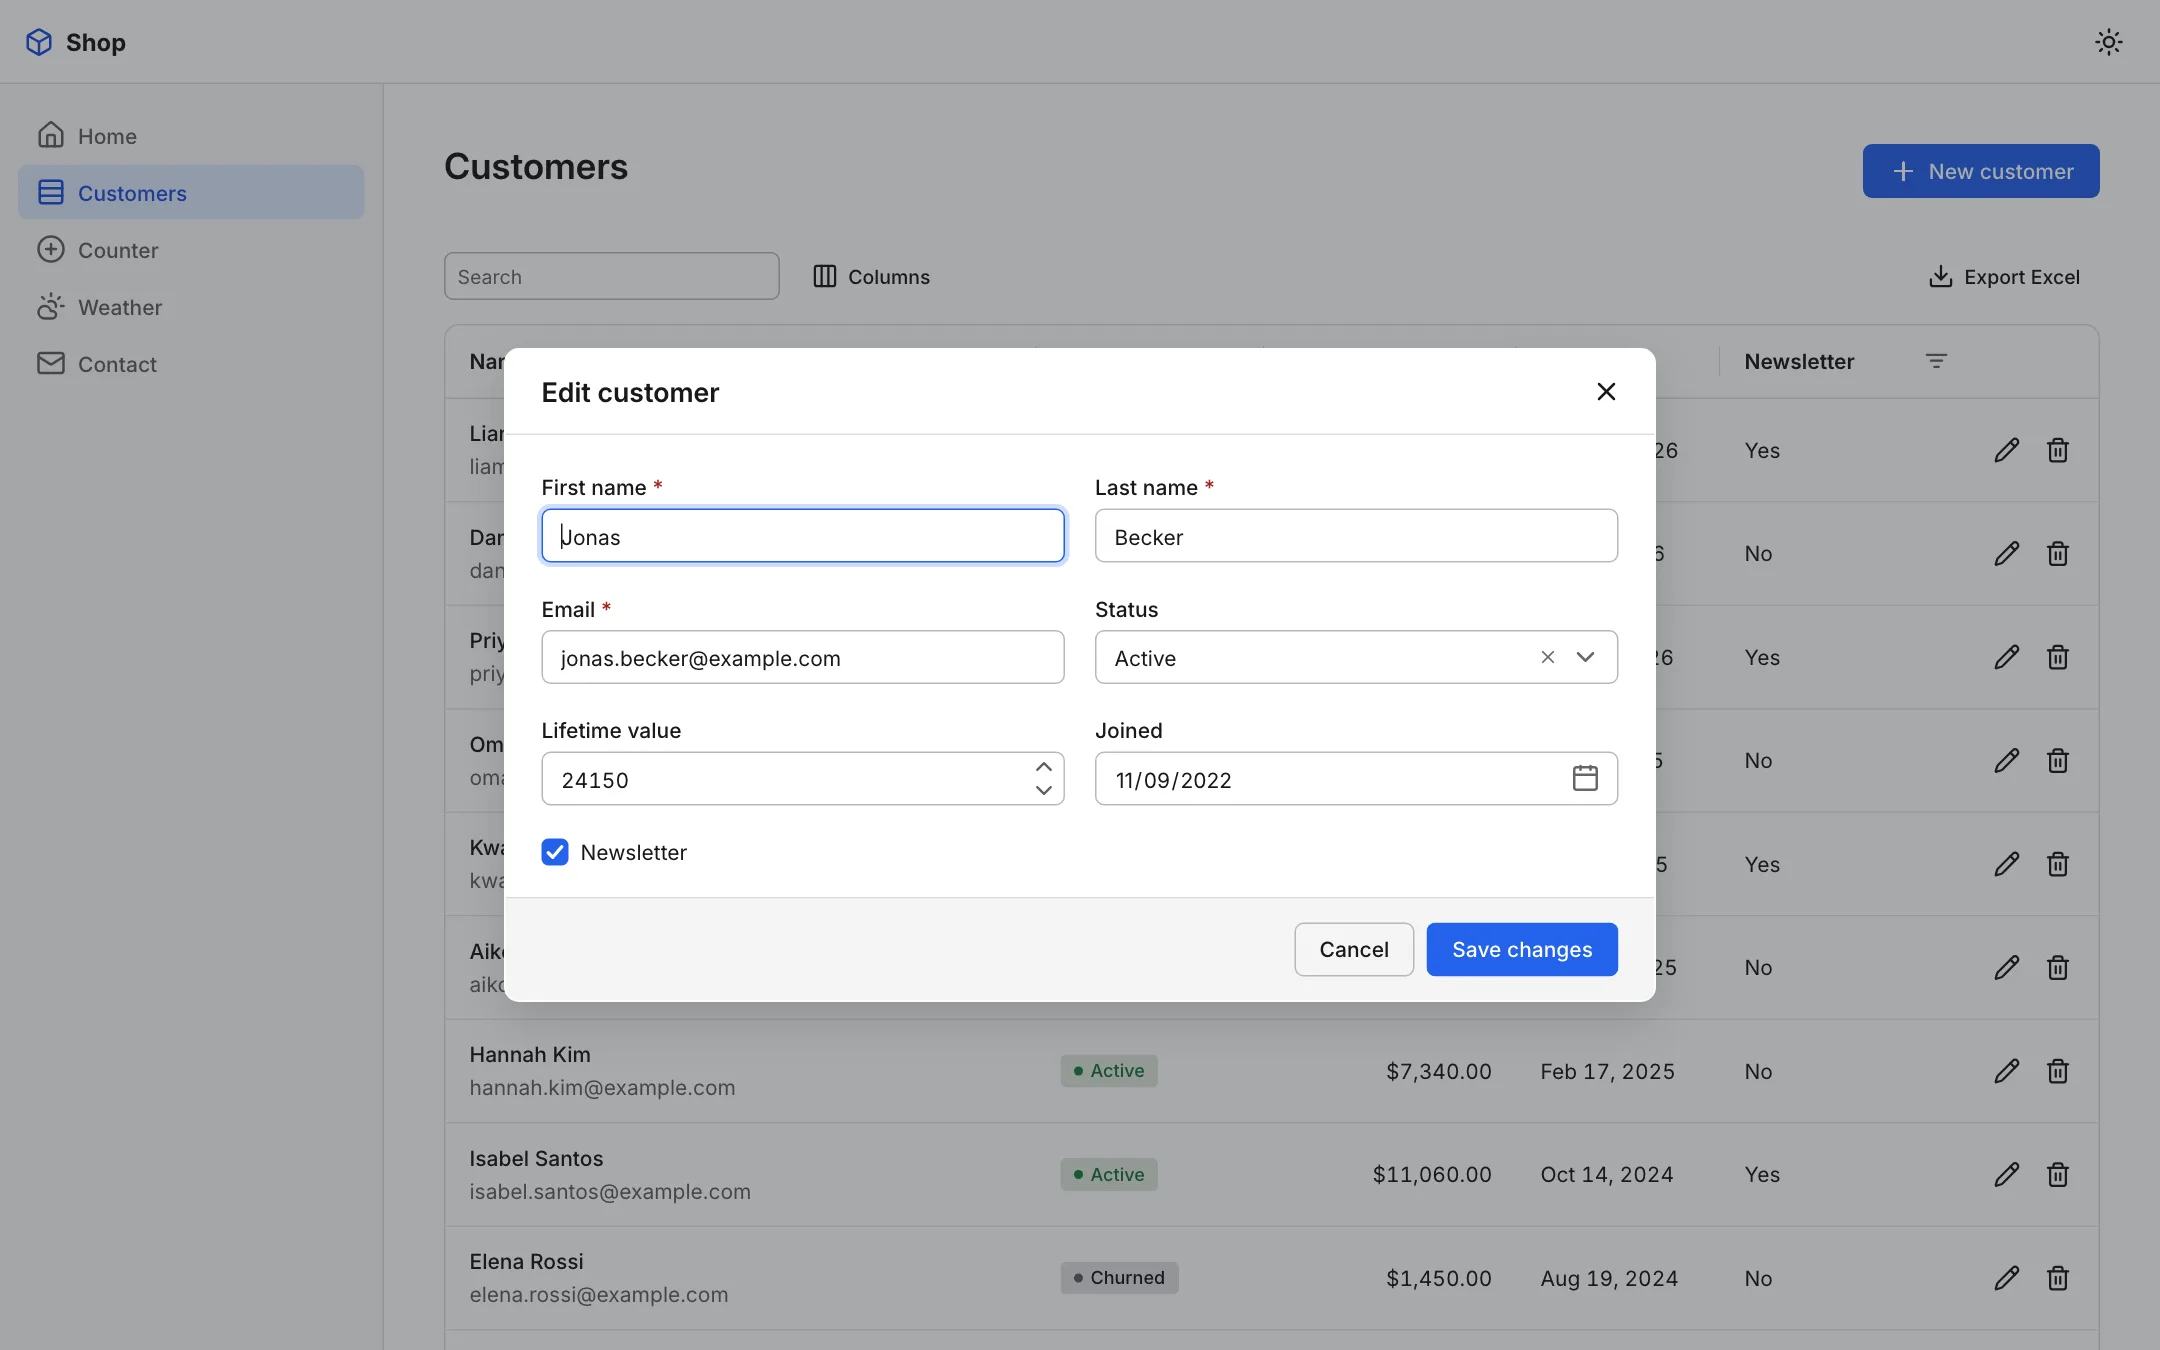 Shop
Home
Customers
Counter
Weather
Contact
Customers
New customer
Search
Columns
Export Excel
Newsletter
Edit customer
First name *
Last name *
Jonas
Becker
Email *
Status
jonas.becker@example.com
Active
Lifetime value
Joined
24150
11/09/2022
Newsletter
Cancel
Save changes
Yes
No
Yes
No
Yes
No
Hannah Kim
hannah.kim@example.com
Active
$7,340.00
Feb 17, 2025
No
Isabel Santos
isabel.santos@example.com
Active
$11,060.00
Oct 14, 2024
Yes
Elena Rossi
elena.rossi@example.com
Churned
$1,450.00
Aug 19, 2024
No